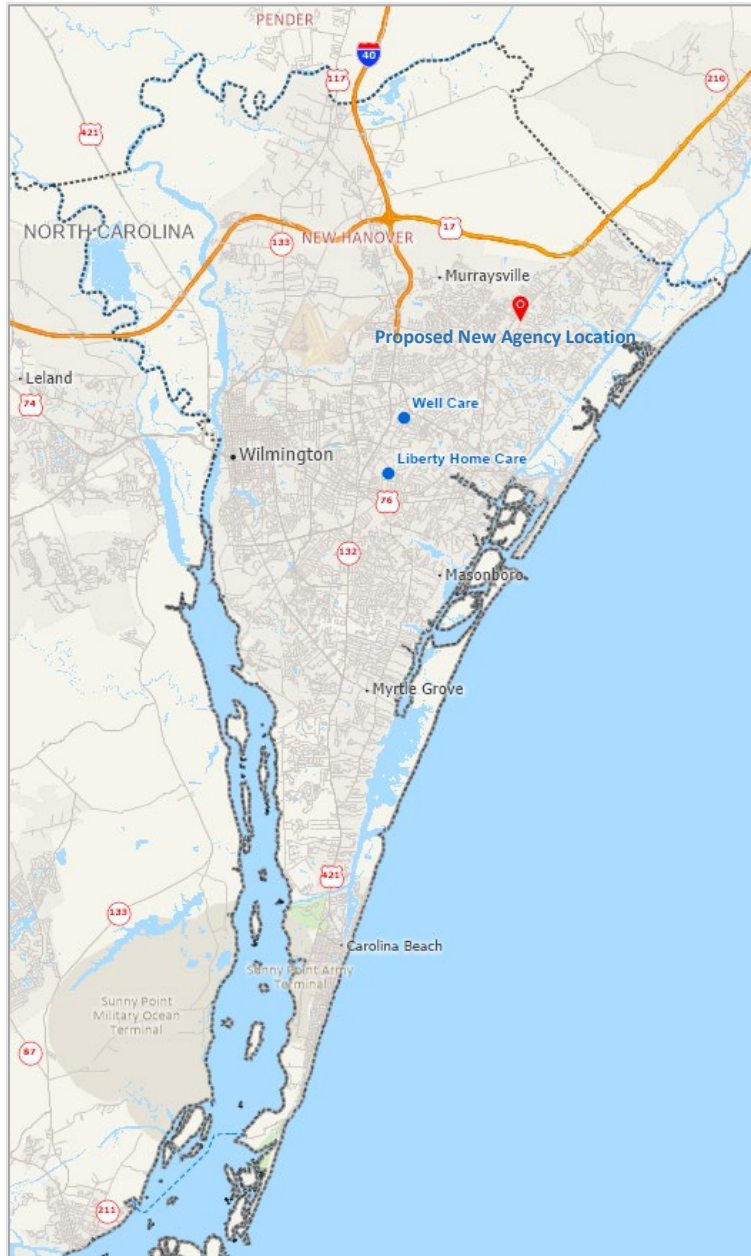 PENDER
40
117
210
421
NORTH CAROLINA
133
NEW HANOVER
17
Murraysville
Proposed New Agency Location
Leland
74
Well Care
Wilmington
Liberty Home Care
76
132
Masonboro
Myrtle Grove
421
133
Carolina Beach
Sunny Point Army
Terminal
Sunny Point
Military Ocean
Terminal
87
211